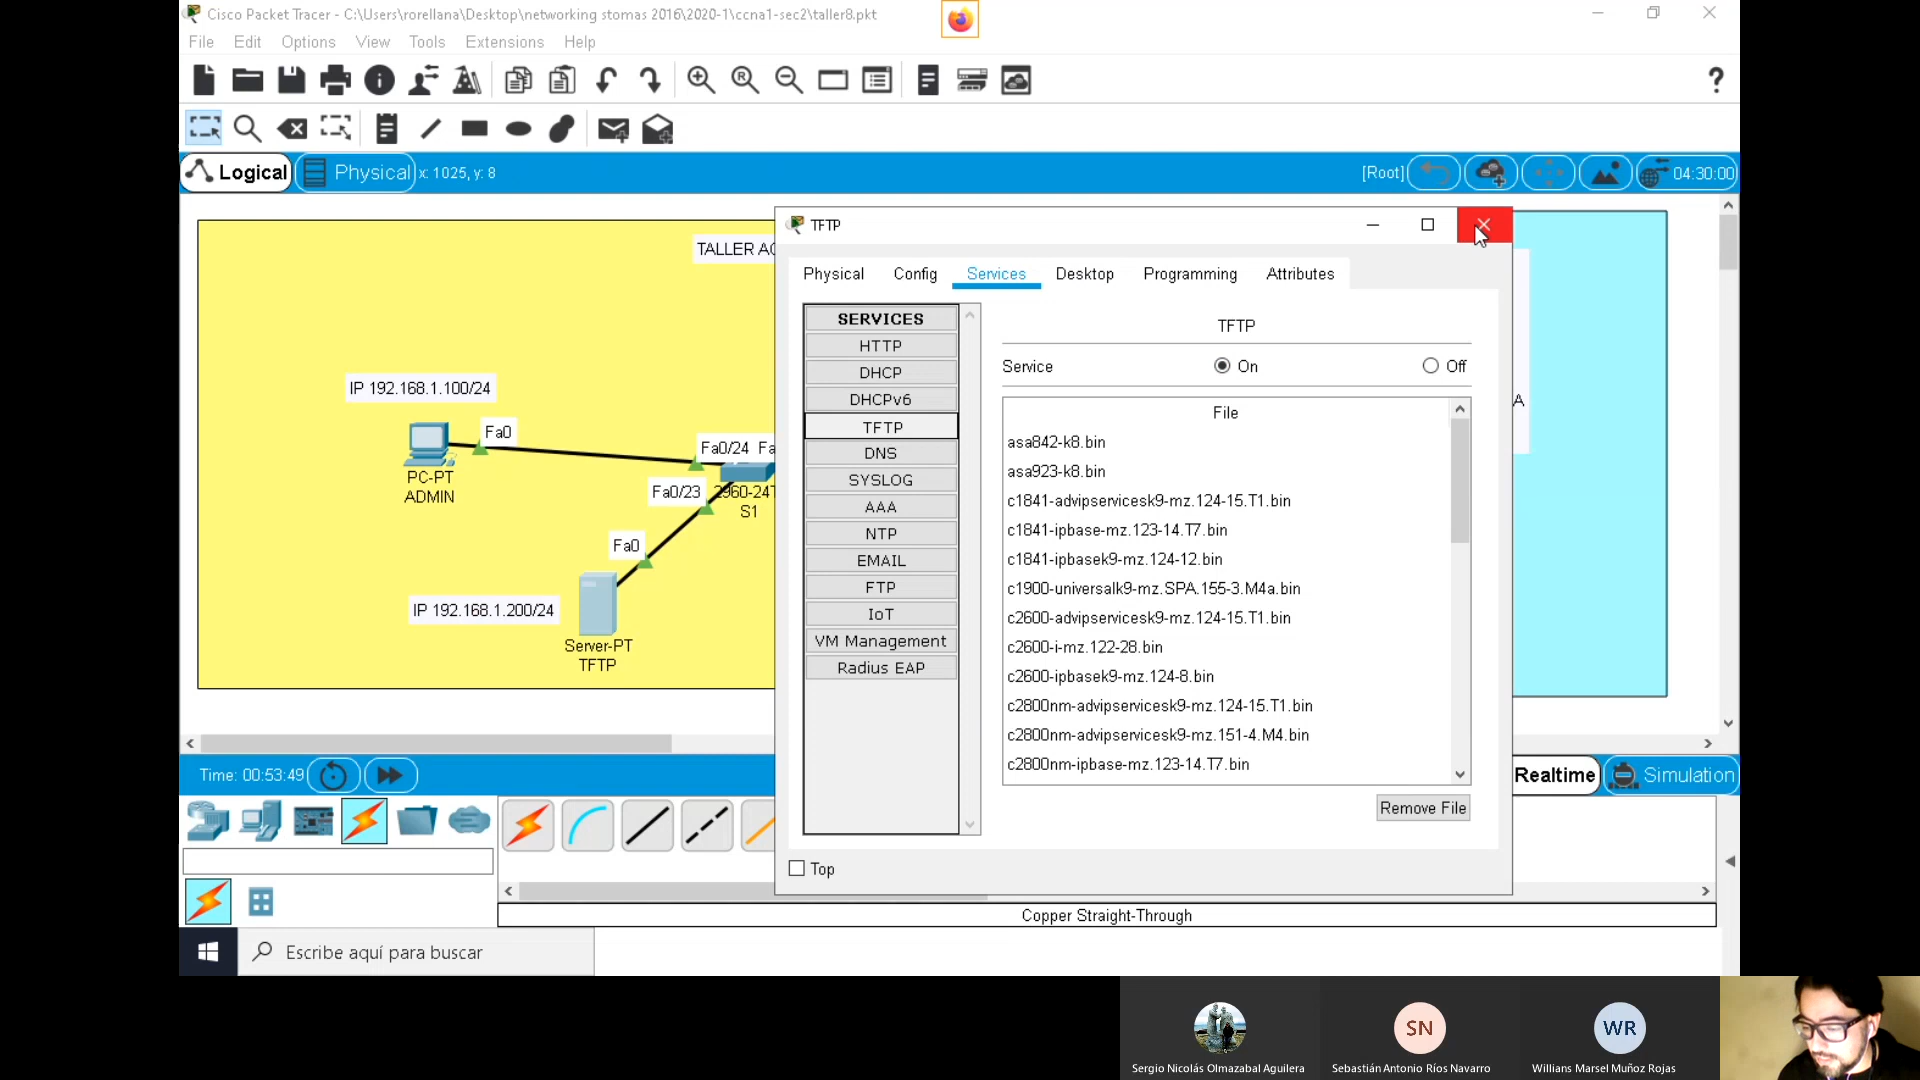 Cisco Packet Tracer - C:\Users\rorellana\Desktop\networking stomas 2016\2020-1\ccna1-sec2\taller8.pkt
File Edit Options View Tools Extensions Help
Logical
Physical
x: 1025, y: 8
[Root]
04:30:00
TALLER AC
TFTP
Physical Config Services Desktop Programming Attributes
SERVICES
HTTP
DHCP
DHCPv6
TFTP
DNS
SYSLOG
AAA
NTP
EMAIL
FTP
IoT
VM Management
Radius EAP
TFTP
Service On Off
File
asa842-k8.bin
asa923-k8.bin
c1841-advipservicesk9-mz.124-15.T1.bin
c1841-ipbase-mz.123-14.T7.bin
c1841-ipbasek9-mz.124-12.bin
c1900-universalk9-mz.SPA.155-3.M4a.bin
c2600-advipservicesk9-mz.124-15.T1.bin
c2600-i-mz.122-28.bin
c2600-ipbasek9-mz.124-8.bin
c2800nm-advipservicesk9-mz.124-15.T1.bin
c2800nm-advipservicesk9-mz.151-4.M4.bin
c2800nm-ipbase-mz.123-14.T7.bin
Remove File
Top
IP 192.168.1.100/24
Fa0
PC-PT
ADMIN
Fa0/24 Fa
Fa0/23
2960-24T
S1
Fa0
IP 192.168.1.200/24
Server-PT
TFTP
A
Time: 00:53:49
Realtime
Simulation
Copper Straight-Through
Escribe aquí para buscar
SN
WR
Sergio Nicolás Olmazabal Aguilera
Sebastián Antonio Ríos Navarro
Willians Marsel Muñoz Rojas